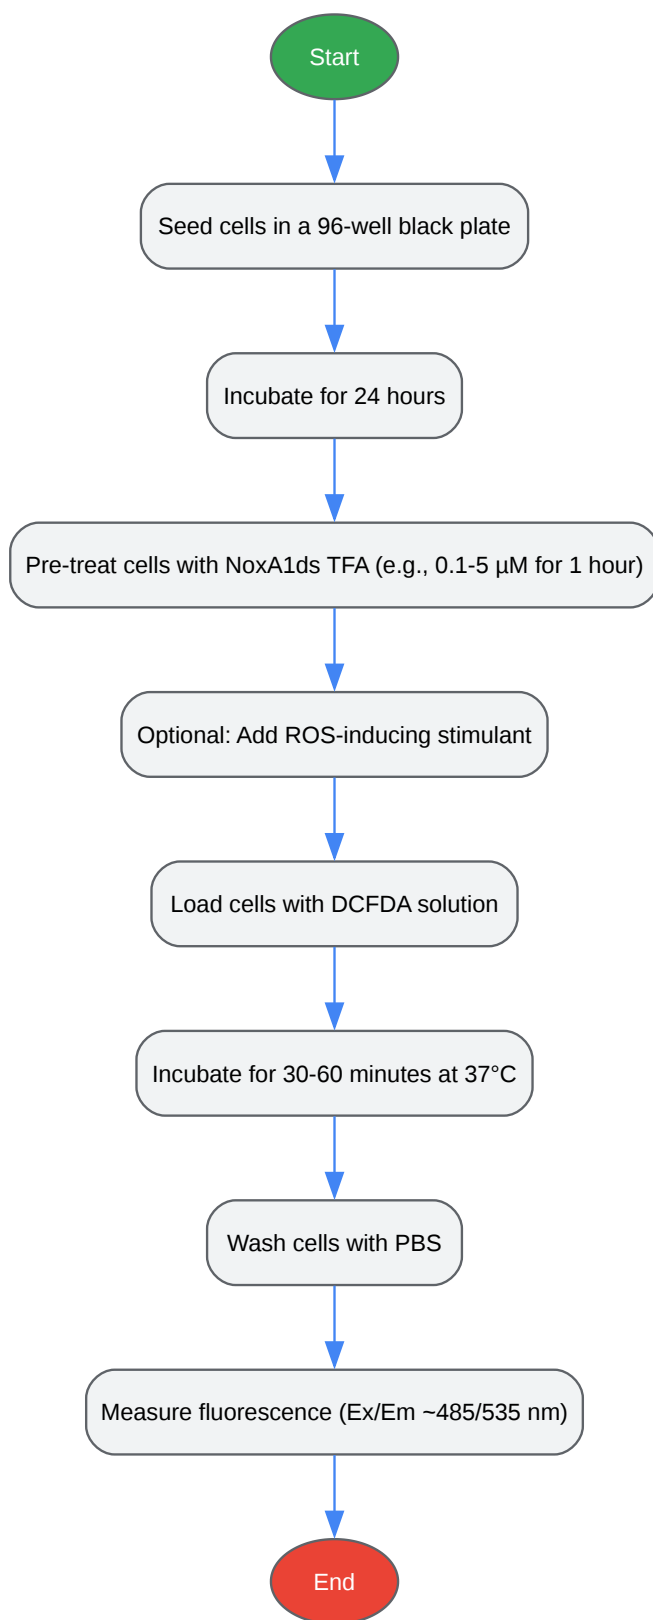 Start
Seed cells in a 96-well black plate
Incubate for 24 hours
Pre-treat cells with NoxA1ds TFA (e.g., 0.1-5 µM for 1 hour)
Optional: Add ROS-inducing stimulant
Load cells with DCFDA solution
Incubate for 30-60 minutes at 37°C
Wash cells with PBS
Measure fluorescence (Ex/Em ~485/535 nm)
End